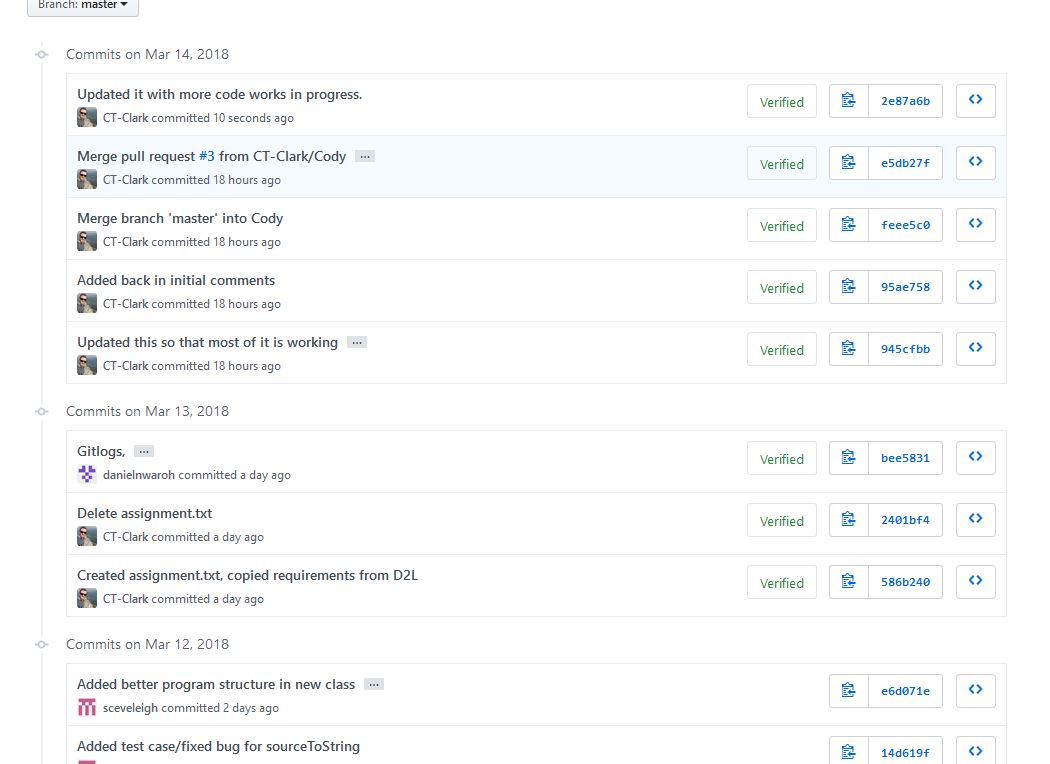 Branch: master
Commits on Mar 14, 2018
Updated it with more code works in progress.
CT-Clark committed 10 seconds ago
Verified
2e87a6b
Merge pull request #3 from CT-Clark/Cody ...
CT-Clark committed 18 hours ago
Verified
e5db27f
Merge branch 'master' into Cody
CT-Clark committed 18 hours ago
Verified
feee5c0
Added back in initial comments
CT-Clark committed 18 hours ago
Verified
95ae758
Updated this so that most of it is working ...
CT-Clark committed 18 hours ago
Verified
945cfbb
Commits on Mar 13, 2018
Gitlogs, ...
danielnwaroh committed a day ago
Verified
bee5831
Delete assignment.txt
CT-Clark committed a day ago
Verified
2401bf4
Created assignment.txt, copied requirements from D2L
CT-Clark committed a day ago
Verified
586b240
Commits on Mar 12, 2018
Added better program structure in new class ...
sceveleigh committed 2 days ago
e6d071e
Added test case/fixed bug for sourceToString
14d619f